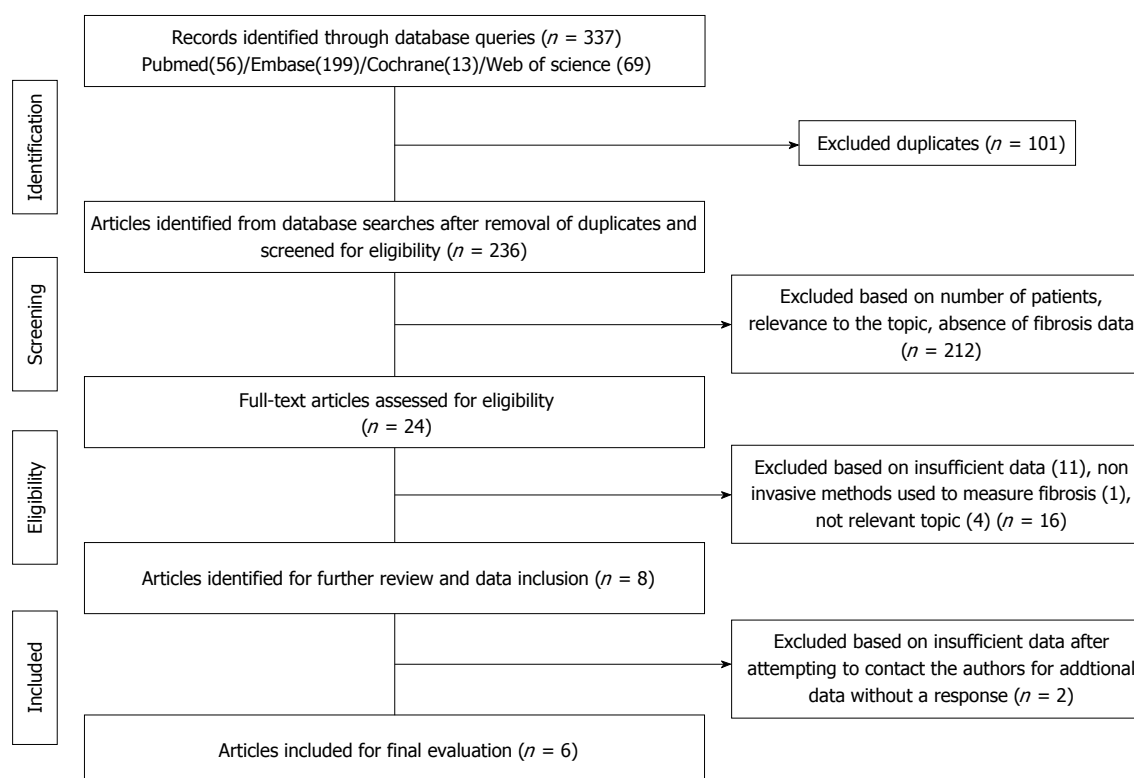 Records identified through database queries (n = 337)
Pubmed(56)/Embase(199)/Cochrane(13)/Web of science (69)
Identification
Excluded duplicates (n = 101)
Articles identified from database searches after removal of duplicates and
screened for eligibility (n = 236)
Screening
Excluded based on number of patients,
relevance to the topic, absence of fibrosis data
(n = 212)
Full-text articles assessed for eligibility
(n = 24)
Eligibility
Excluded based on insufficient data (11), non
invasive methods used to measure fibrosis (1),
not relevant topic (4) (n = 16)
Articles identified for further review and data inclusion (n = 8)
Included
Excluded based on insufficient data after
attempting to contact the authors for addtional
data without a response (n = 2)
Articles included for final evaluation (n = 6)